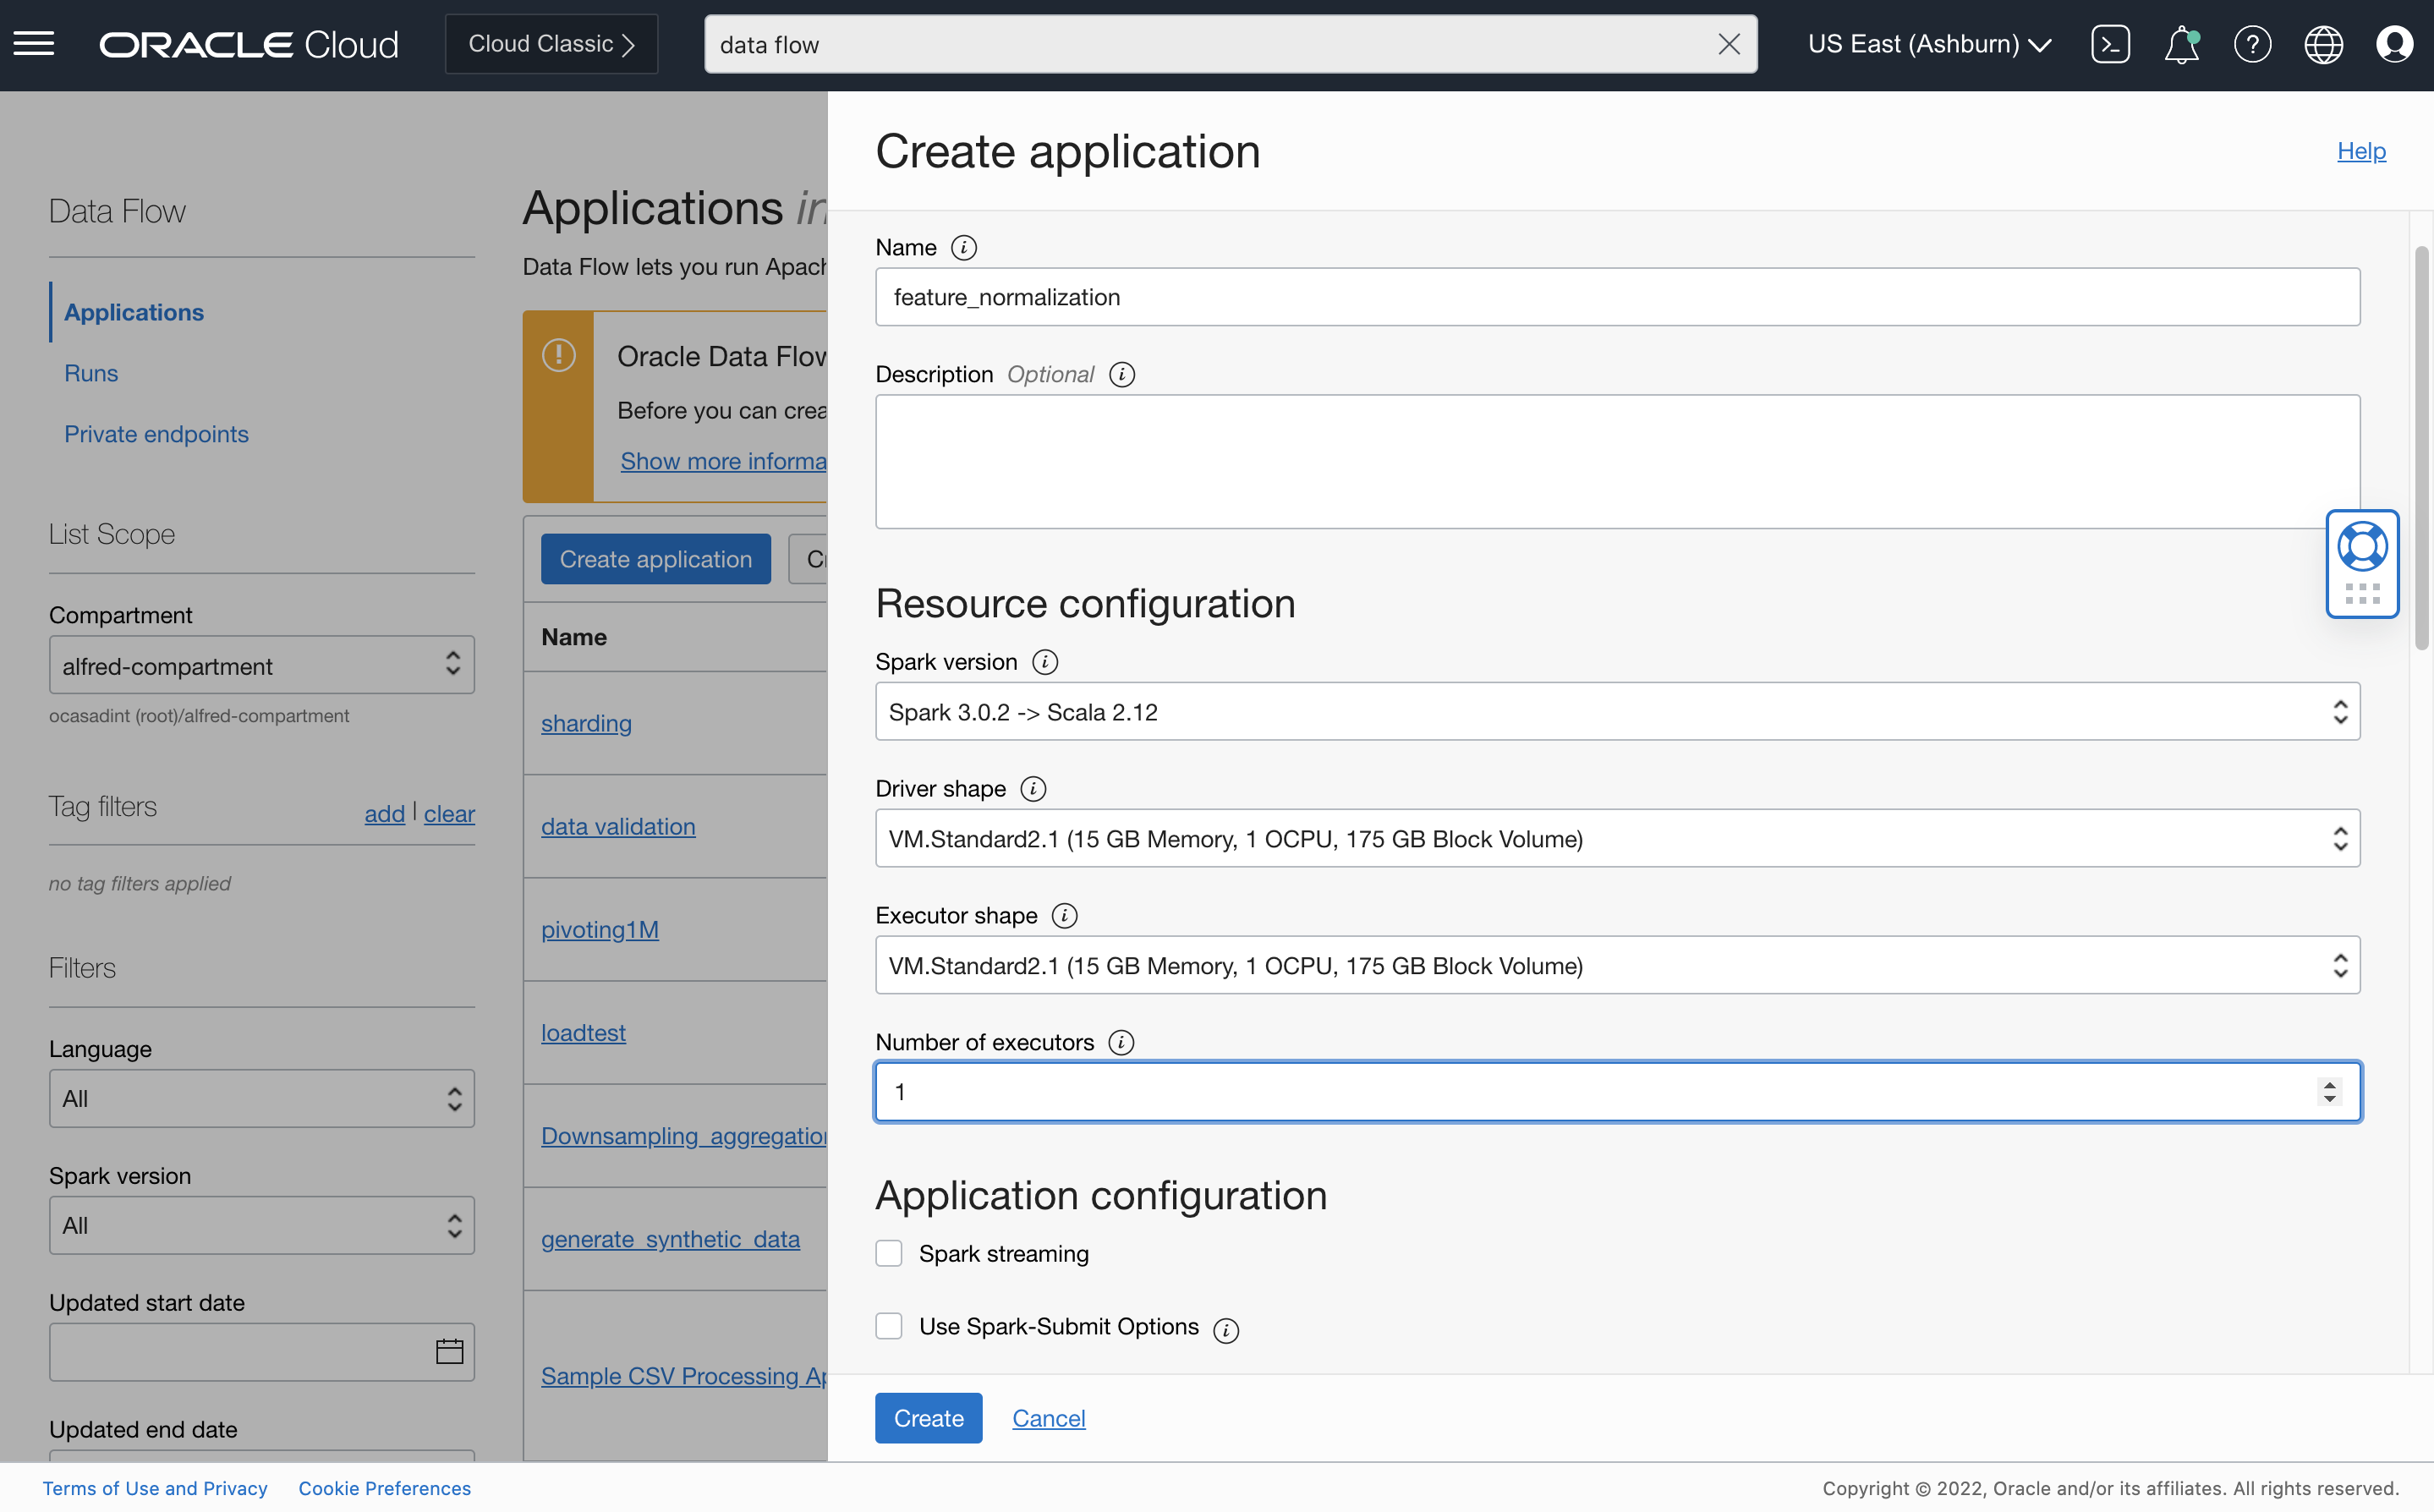 ORACLE Cloud
Cloud Classic
data flow
US East (Ashburn)
Data Flow
Applications
Runs
Private endpoints
List Scope
Compartment
alfred-compartment
ocasadint (root)/alfred-compartment
Tag filters
add | clear
no tag filters applied
Filters
Language
All
Spark version
All
Updated start date
Updated end date
Applications in
Data Flow lets you run Apach
Oracle Data Flow
Before you can crea
Show more informa
Create application
Name
sharding
data validation
pivoting1M
loadtest
Downsampling_aggregation
generate_synthetic_data
Sample CSV Processing Ap
Create application
Help
Name
feature_normalization
Description Optional
Resource configuration
Spark version
Spark 3.0.2 -> Scala 2.12
Driver shape
VM.Standard2.1 (15 GB Memory, 1 OCPU, 175 GB Block Volume)
Executor shape
VM.Standard2.1 (15 GB Memory, 1 OCPU, 175 GB Block Volume)
Number of executors
1
Application configuration
Spark streaming
Use Spark-Submit Options
Create Cancel
Terms of Use and Privacy Cookie Preferences
Copyright © 2022, Oracle and/or its affiliates. All rights reserved.